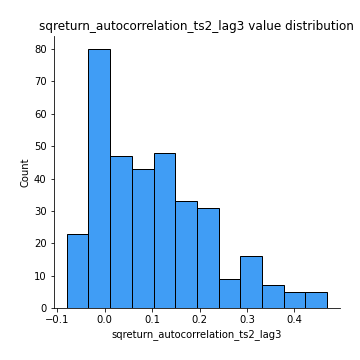 sqreturn_autocorrelation_ts2_lag3 value distribution
80
70
60
50
40
30
20
10
0
Count
−0.1 0.0 0.1 0.2 0.3 0.4
sqreturn_autocorrelation_ts2_lag3